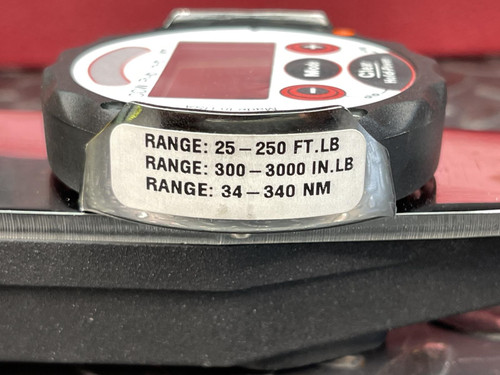 +
Mode
Clear
-
RANGE: 25–250 FT.LB
RANGE: 300–3000 IN.LB
RANGE: 34–340 NM